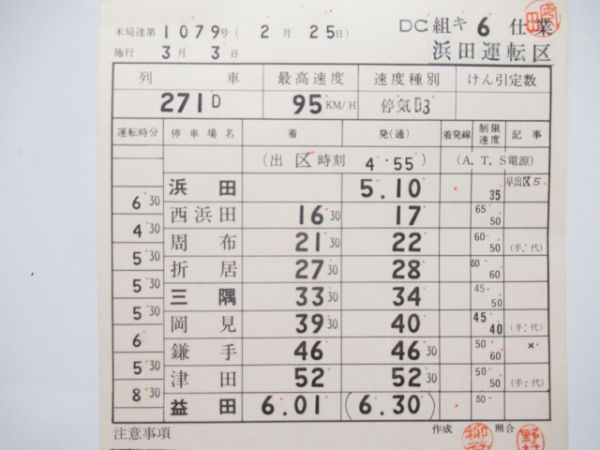 米局達第1079号(2月25日) DC組キ6仕業
施行 3月3日 浜田運転区
列 車 最高速度 速度種別 けん引定数
271D 95KM/H 停気D3
運転時分 停車場名 着 発(通) 着発線 制限速度 記事
(出区時刻 4.55) (A.T.S電源)
浜田 5.10 35 早出区5
6 30
西浜田 16 30 17 65 50
4 30
周布 21 30 22 60 50 (手.代)
5 30
折居 27 30 28 60
5 30
三隅 33 30 34 45 50
5 30
岡見 39 30 40 45 40 (手.代)
6
鎌手 46 46 30 50 60 ×
5 30
津田 52 52 30 50 50 (手.代)
8 30
益田 6.01 (6.30) 50
注意事項 作成 照合